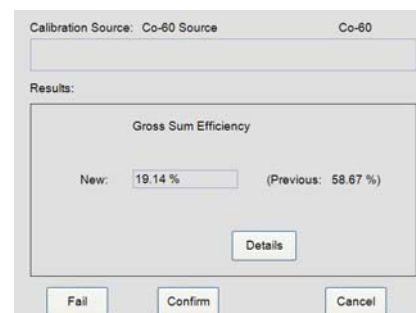 Calibration Source: Co-60 Source Co-60
Results:
Gross Sum Efficiency
New: 19.14 % (Previous: 58.67 %)
Details
Fail Confirm Cancel